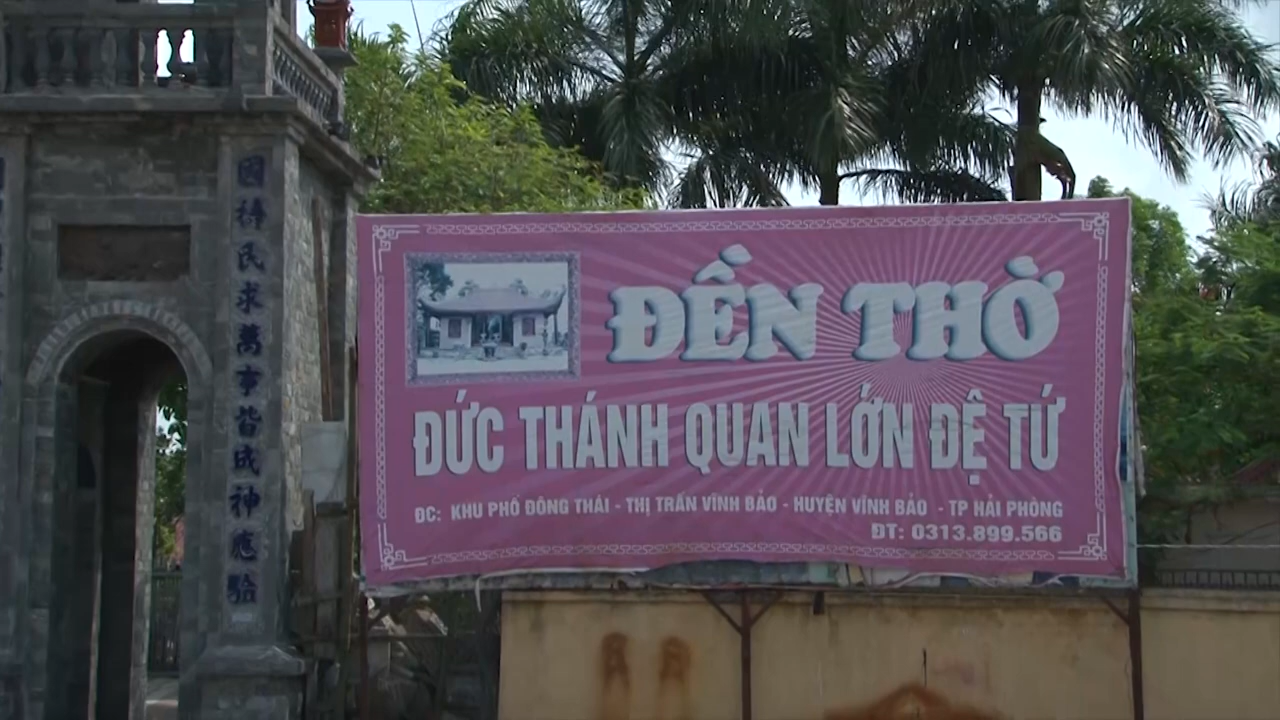 國禱民求萬事皆成神應驗
ĐỀN THỜ
ĐỨC THÁNH QUAN LỚN ĐỆ TỨ
ĐC: KHU PHỐ ĐÔNG THÁI - THỊ TRẤN VĨNH BẢO - HUYỆN VĨNH BẢO - TP HẢI PHÒNG
ĐT: 0313.899.566